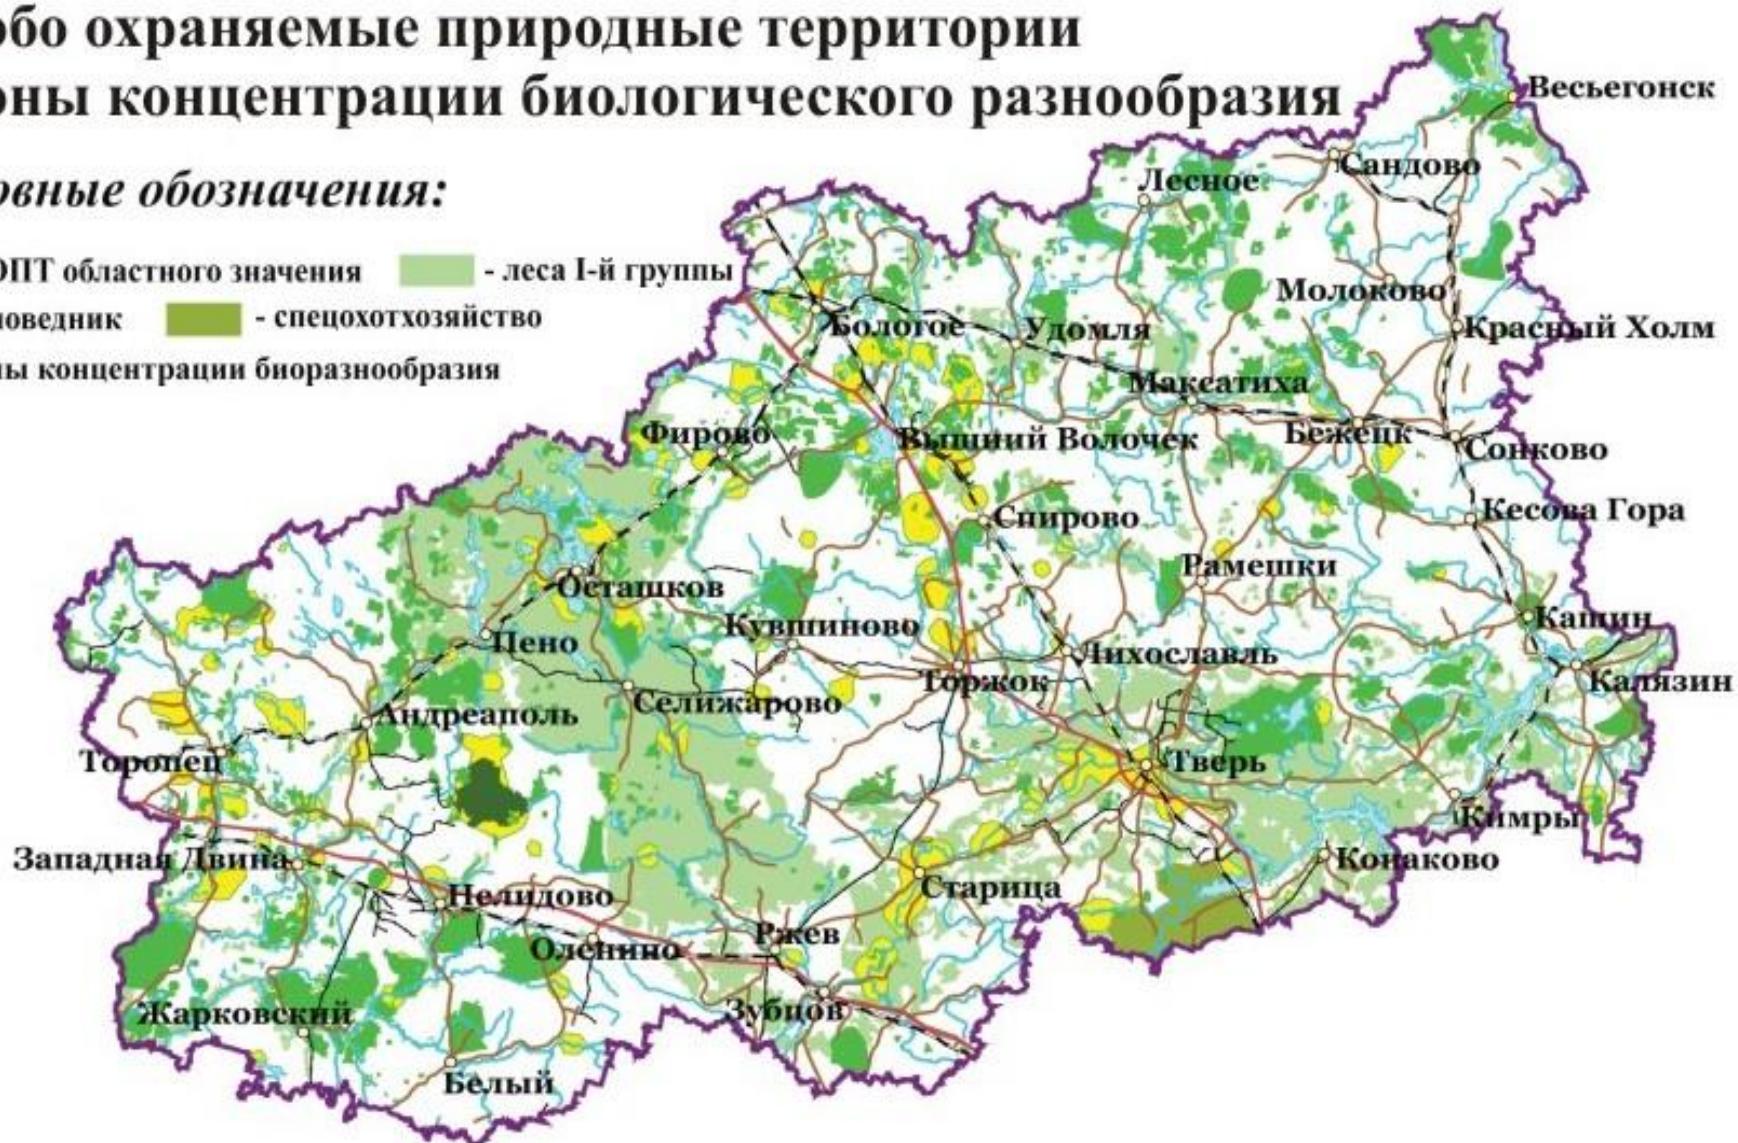 обо охраняемые природные территории
оны концентрации биологического разнообразия
овные обозначения:
ОПТ областного значения - леса I-й группы
поведник - спецохотхозяйство
ны концентрации биоразнообразия
Весьегонск
Сандово
Лесное
Молоково
Бологое
Удомля
Красный Холм
Максатиха
Фирово
Вышний Волочек
Бежецк
Сонково
Спирово
Кесова Гора
Рамешки
Осташков
Кувшиново
Кашин
Пено
Лихославль
Торжок
Калязин
Селижарово
Андреаполь
Торопец
Тверь
Кимры
Западная Двина
Конаково
Нелидово
Старица
Оленино
Ржев
Жарковский
Зубцов
Белый